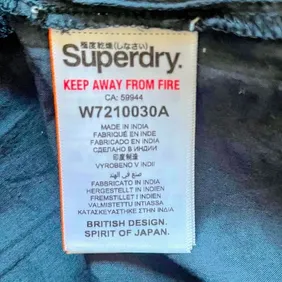 極度乾燥(しなさい)
Superdry.
KEEP AWAY FROM FIRE
CA: 59944
W7210030A
MADE IN INDIA
FABRIQUÉ EN INDE
FABRICADO EN INDIA
СДЕЛАНО В ИНДИИ
印度制造
VYROBENO V INDII
صنع في الهند
FABBRICATO IN INDIA
HERGESTELLT IN INDIEN
FREMSTILLET I INDIEN
VALMISTETTU INTIASSA
ΚΑΤΑΣΚΕΥΑΣΤΗΚΕ ΣΤΗΝ ΙΝΔΙΑ
BRITISH DESIGN.
SPIRIT OF JAPAN.